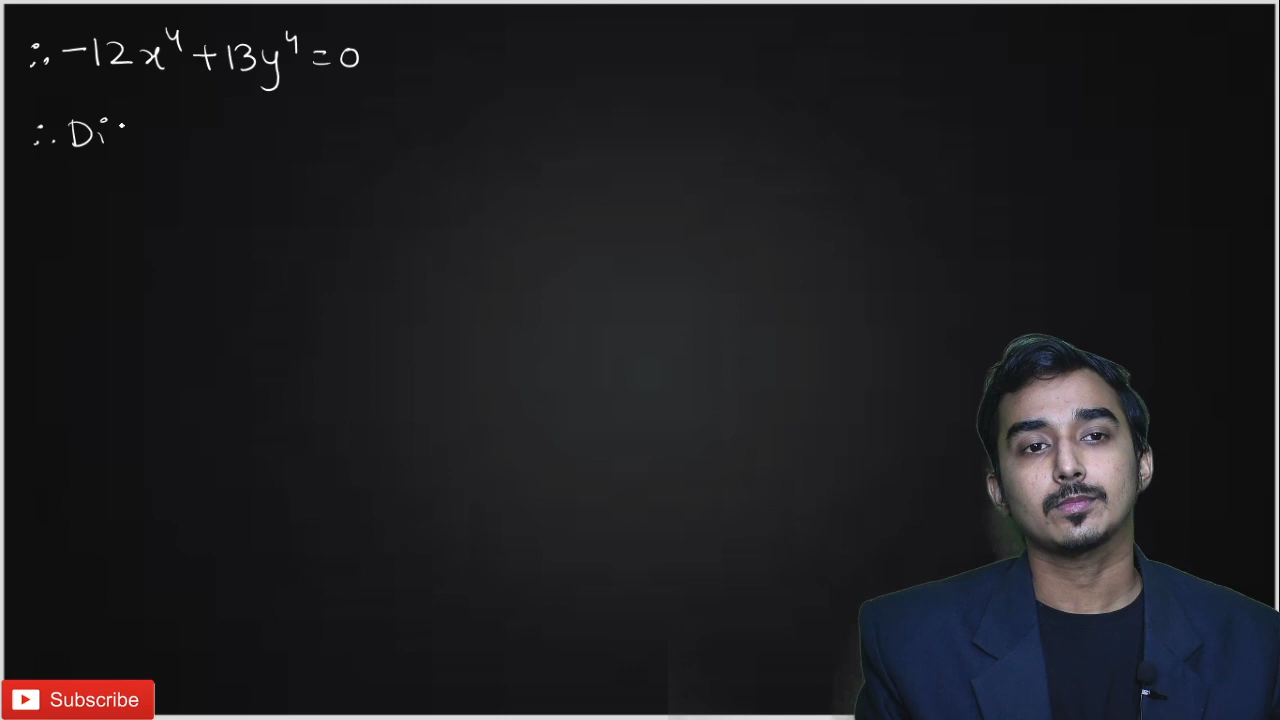 ∴ -12x⁴ + 13y⁴ = 0
∴ Di
Subscribe